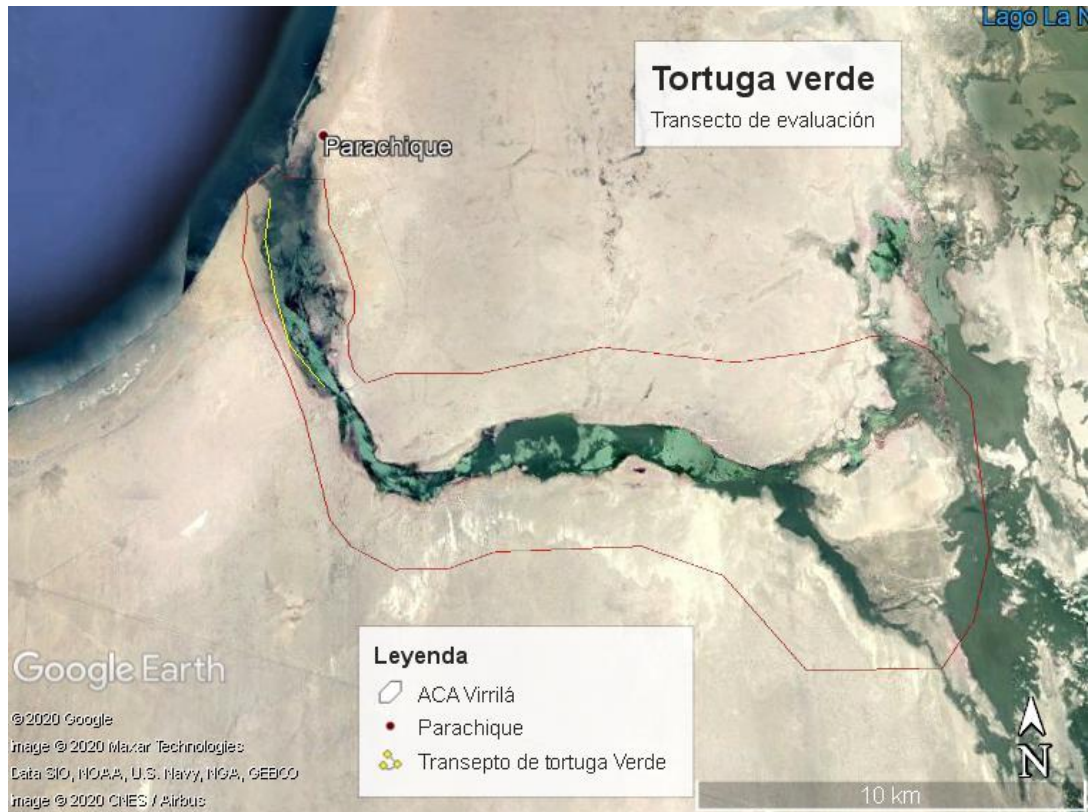 Lago La N
Tortuga verde
Transecto de evaluación
Parachique
Leyenda
ACA Virrilá
Parachique
Transepto de tortuga Verde
Google Earth
© 2020 Google
Image © 2020 Maxar Technologies
Data SIO, NOAA, U.S. Navy, NGA, GEBCO
Image © 2020 CNES / Airbus
N
10 km